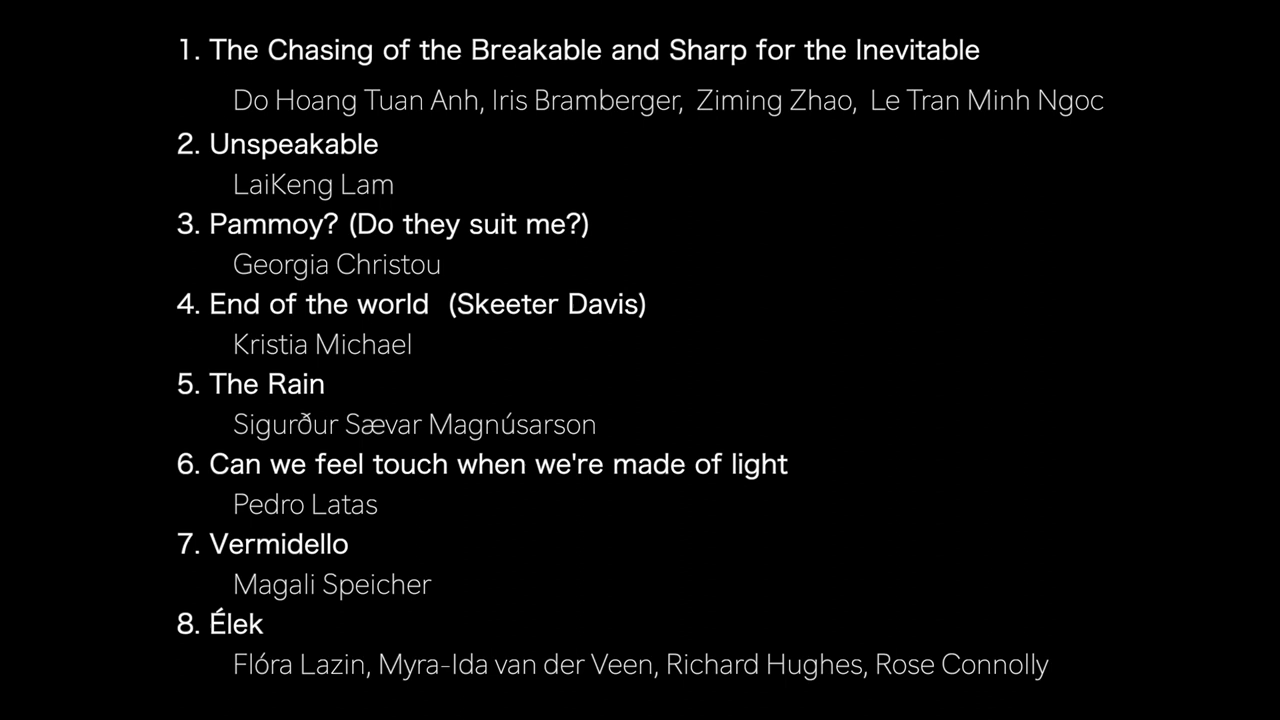 1. The Chasing of the Breakable and Sharp for the Inevitable
Do Hoang Tuan Anh, Iris Bramberger, Ziming Zhao, Le Tran Minh Ngoc
2. Unspeakable
LaiKeng Lam
3. Pammoy? (Do they suit me?)
Georgia Christou
4. End of the world (Skeeter Davis)
Kristia Michael
5. The Rain
Sigurður Sævar Magnúsarson
6. Can we feel touch when we're made of light
Pedro Latas
7. Vermidello
Magali Speicher
8. Élek
Flóra Lazin, Myra-Ida van der Veen, Richard Hughes, Rose Connolly